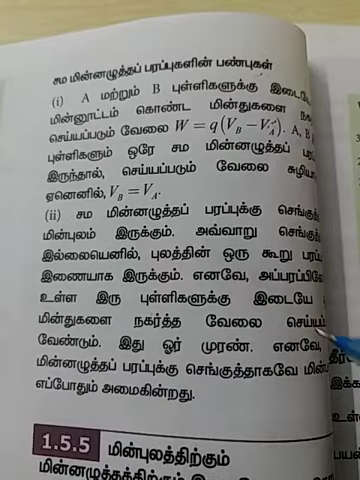 சம மின்னழுத்தப் பரப்புகளின் பண்புகள்
(i) A மற்றும் B புள்ளிகளுக்கு
மின்னூட்டம் கொண்ட மின்துகளை
செய்யப்படும் வேலை W = q(V_B – V_A). A, B
புள்ளிகளும் ஒரே சம மின்னழுத்தப்
இருந்தால், செய்யப்படும் வேலை
ஏனெனில், V_B = V_A.
(ii) சம மின்னழுத்தப் பரப்புக்கு
மின்புலம் இருக்கும். அவ்வாறு
இல்லையெனில், புலத்தின் ஒரு கூறு
இணையாக இருக்கும். எனவே,
உள்ள இரு புள்ளிகளுக்கு இடையே
மின்துகளை நகர்த்த வேலை
வேண்டும். இது ஓர் முரண். எனவே,
மின்னழுத்தப் பரப்புக்கு செங்குத்தாகவே
எப்போதும் அமைகின்றது.
1.5.5 மின்புலத்திற்கும்